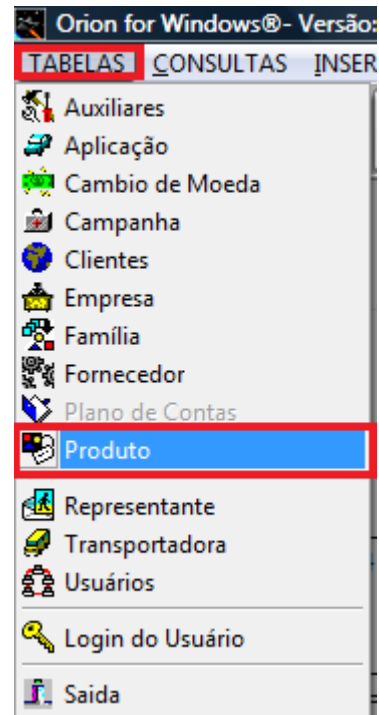 Orion for Windows®- Versão:
TABELAS CONSULTAS INSER
Auxiliares
Aplicação
Cambio de Moeda
Campanha
Clientes
Empresa
Família
Fornecedor
Plano de Contas
Produto
Representante
Transportadora
Usuários
Login do Usuário
Saida